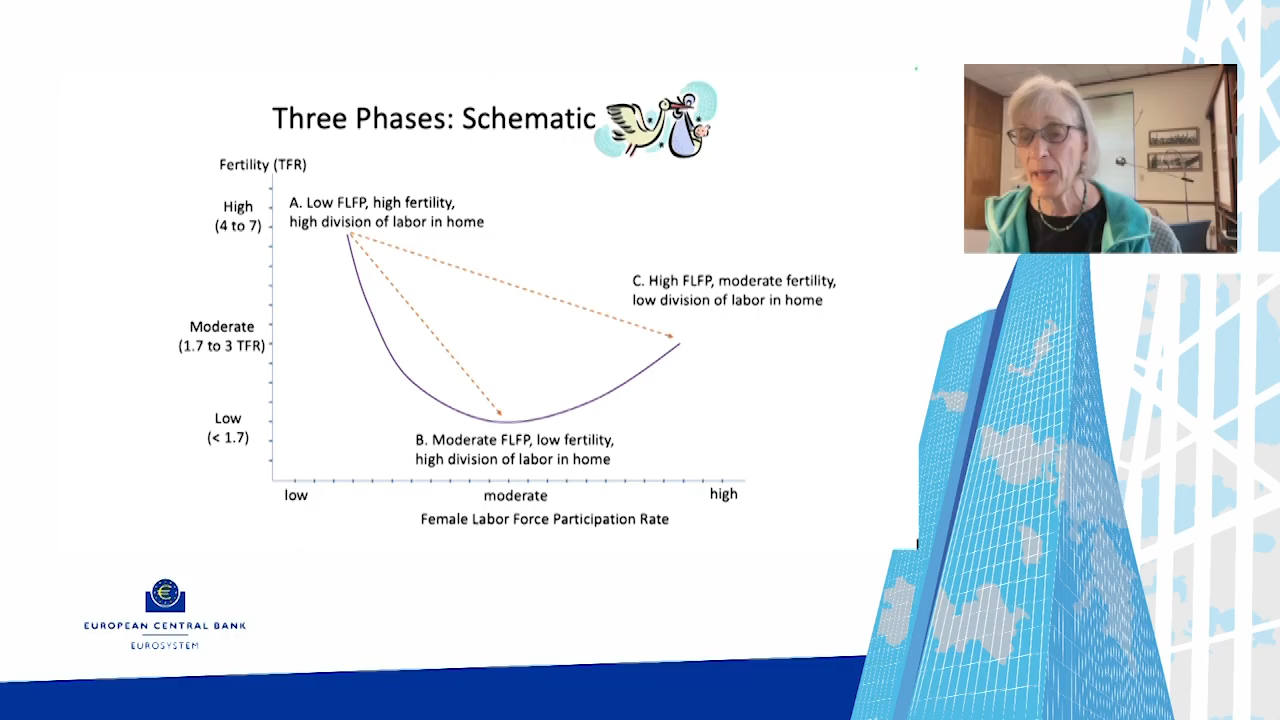 Three Phases: Schematic
Fertility (TFR)
High
(4 to 7)
A. Low FLFP, high fertility,
high division of labor in home
C. High FLFP, moderate fertility,
low division of labor in home
Moderate
(1.7 to 3 TFR)
Low
(< 1.7)
B. Moderate FLFP, low fertility,
high division of labor in home
low moderate high
Female Labor Force Participation Rate
EUROPEAN CENTRAL BANK
EUROSYSTEM